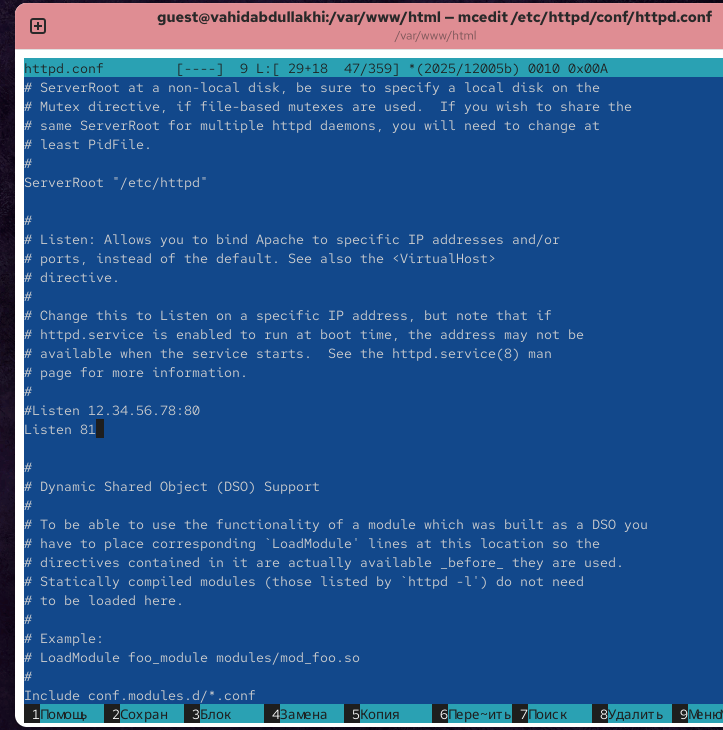 guest@vahidabdullakhi:/var/www/html — mcedit /etc/httpd/conf/httpd.conf
/var/www/html
httpd.conf         [----]  9 L:[ 29+18  47/359] *(2025/12005b) 0010 0x00A
# ServerRoot at a non-local disk, be sure to specify a local disk on the
# Mutex directive, if file-based mutexes are used.  If you wish to share the
# same ServerRoot for multiple httpd daemons, you will need to change at
# least PidFile.
#
ServerRoot "/etc/httpd"
#
# Listen: Allows you to bind Apache to specific IP addresses and/or
# ports, instead of the default. See also the <VirtualHost>
# directive.
#
# Change this to Listen on a specific IP address, but note that if
# httpd.service is enabled to run at boot time, the address may not be
# available when the service starts.  See the httpd.service(8) man
# page for more information.
#
#Listen 12.34.56.78:80
Listen 81
#
# Dynamic Shared Object (DSO) Support
#
# To be able to use the functionality of a module which was built as a DSO you
# have to place corresponding `LoadModule' lines at this location so the
# directives contained in it are actually available _before_ they are used.
# Statically compiled modules (those listed by `httpd -l') do not need
# to be loaded here.
#
# Example:
# LoadModule foo_module modules/mod_foo.so
#
Include conf.modules.d/*.conf
1Помощь 2Сохран 3Блок 4Замена 5Копия 6Пере~ить 7Поиск 8Удалить 9Меню